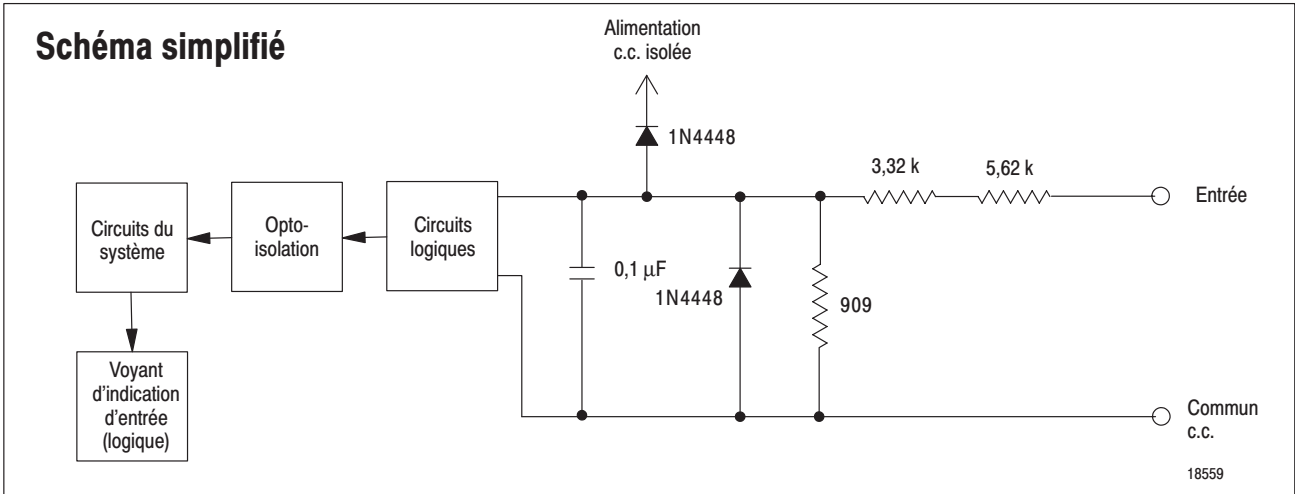 Schéma simplifié
Alimentation
c.c. isolée
1N4448
3,32 k
5,62 k
Entrée
Circuits du
système
Opto-
isolation
Circuits
logiques
0,1 µF
1N4448
909
Voyant
d'indication
d'entrée
(logique)
Commun
c.c.
18559